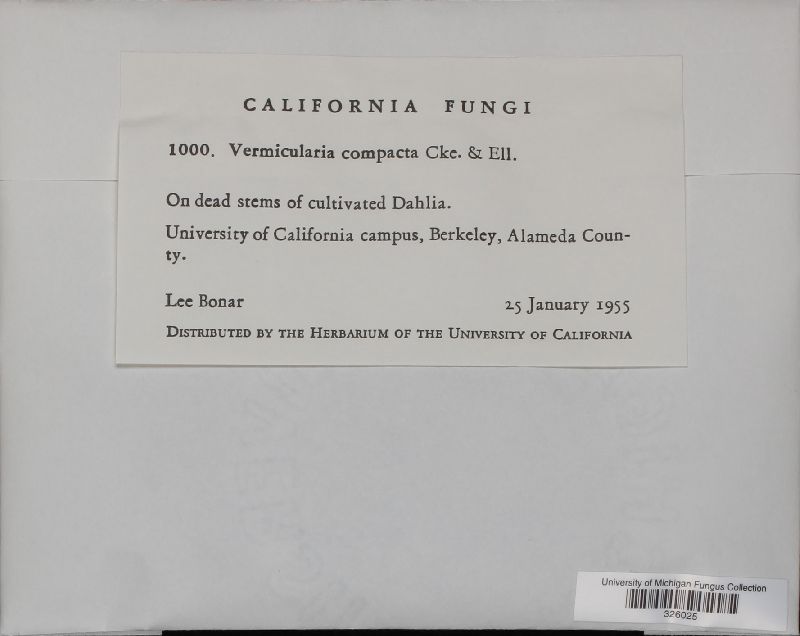 CALIFORNIA FUNGI
1000. Vermicularia compacta Cke. & Ell.
On dead stems of cultivated Dahlia.
University of California campus, Berkeley, Alameda Coun-
ty.
Lee Bonar 25 January 1955
DISTRIBUTED BY THE HERBARIUM OF THE UNIVERSITY OF CALIFORNIA
University of Michigan Fungus Collection
326025